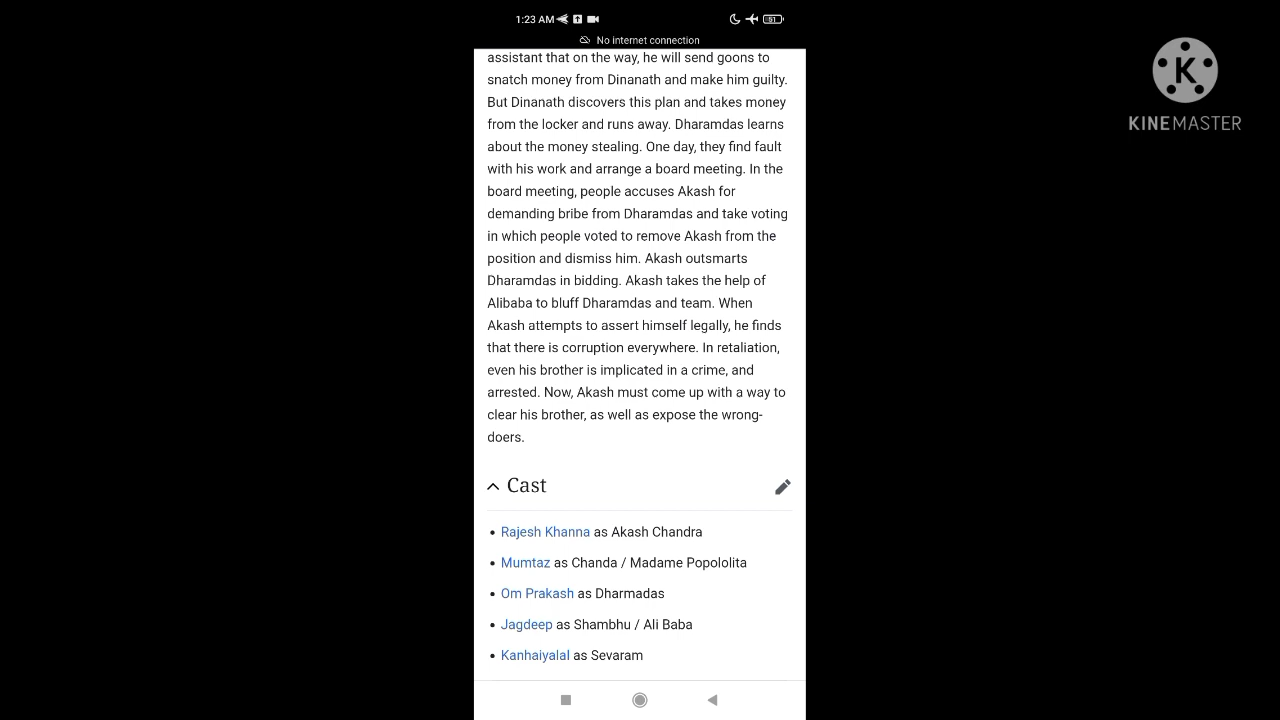 1:23 AM
51
No internet connection
K
KINEMASTER
assistant that on the way, he will send goons to
snatch money from Dinanath and make him guilty.
But Dinanath discovers this plan and takes money
from the locker and runs away. Dharamdas learns
about the money stealing. One day, they find fault
with his work and arrange a board meeting. In the
board meeting, people accuses Akash for
demanding bribe from Dharamdas and take voting
in which people voted to remove Akash from the
position and dismiss him. Akash outsmarts
Dharamdas in bidding. Akash takes the help of
Alibaba to bluff Dharamdas and team. When
Akash attempts to assert himself legally, he finds
that there is corruption everywhere. In retaliation,
even his brother is implicated in a crime, and
arrested. Now, Akash must come up with a way to
clear his brother, as well as expose the wrong-
doers.
Cast
• Rajesh Khanna as Akash Chandra
• Mumtaz as Chanda / Madame Popololita
• Om Prakash as Dharmadas
• Jagdeep as Shambhu / Ali Baba
• Kanhaiyalal as Sevaram